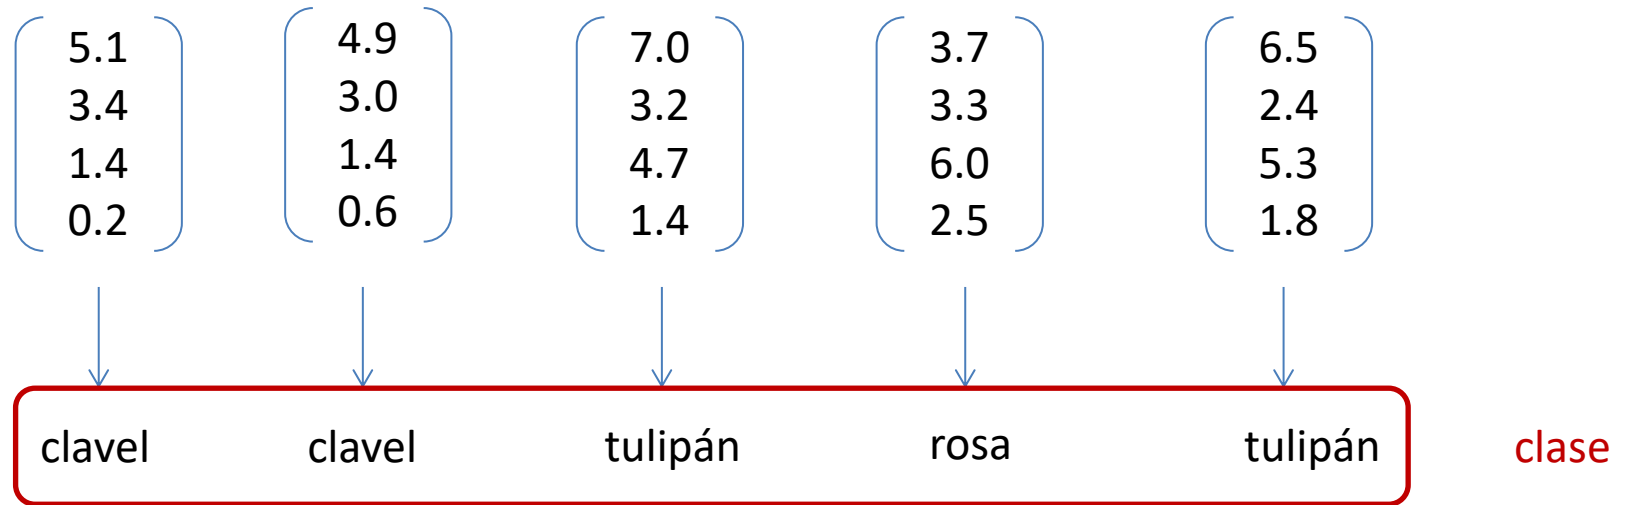 5.1 4.9 7.0 3.7 6.5
3.4 3.0 3.2 3.3 2.4
1.4 1.4 4.7 6.0 5.3
0.2 0.6 1.4 2.5 1.8
clavel clavel tulipán rosa tulipán clase